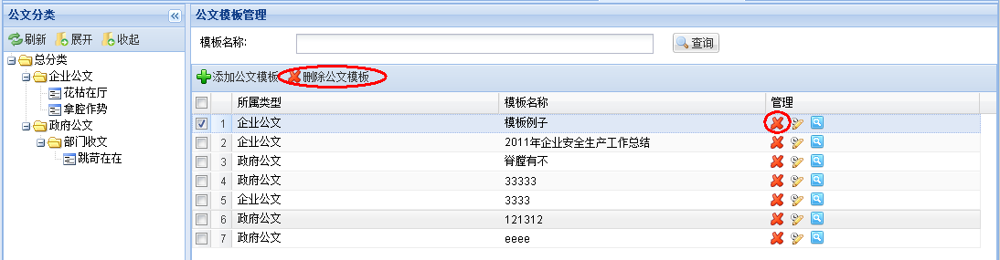 公文分类
刷新 展开 收起
总分类
企业公文
花枯在厅
拿腔作势
政府公文
部门收文
跳苛在在
公文模板管理
模板名称: 查询
添加公文模板 删除公文模板
所属类型 模板名称 管理
1 企业公文 模板例子
2 企业公文 2011年企业安全生产工作总结
3 政府公文 脊膛有不
4 政府公文 33333
5 企业公文 3333
6 政府公文 121312
7 政府公文 eeee